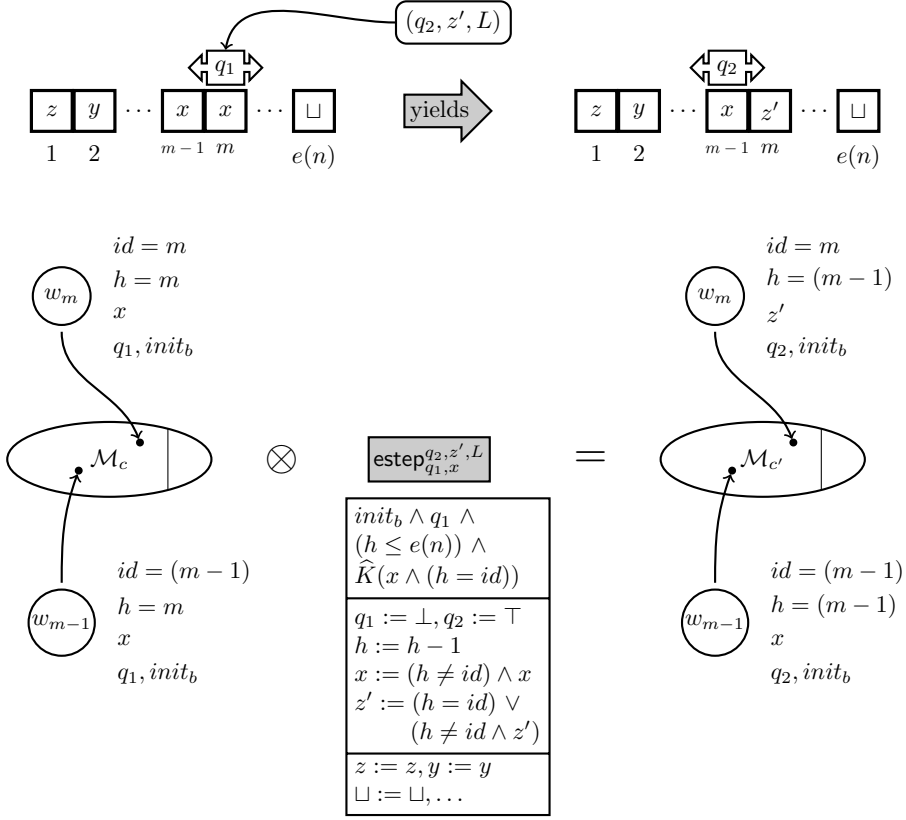 (q₂, z′, L)
q₁
q₂
z y ⋯ x x ⋯ ⊔
yields
z y ⋯ x z′ ⋯ ⊔
1 2 m − 1 m e(n)
1 2 m − 1 m e(n)
id = m
h = m
w_m
x
q₁, init_b
id = m
h = (m − 1)
w_m
z′
q₂, init_b
ℳ_c ⊗ estep_{q₁,x}^{q₂,z′,L} = ℳ_{c′}
init_b ∧ q₁ ∧
(h ≤ e(n)) ∧
K̂(x ∧ (h = id))
q₁ := ⊥, q₂ := ⊤
h := h − 1
x := (h ≠ id) ∧ x
z′ := (h = id) ∨
(h ≠ id ∧ z′)
z := z, y := y
⊔ := ⊔, …
id = (m − 1)
h = m
w_{m−1}
x
q₁, init_b
id = (m − 1)
h = (m − 1)
w_{m−1}
x
q₂, init_b